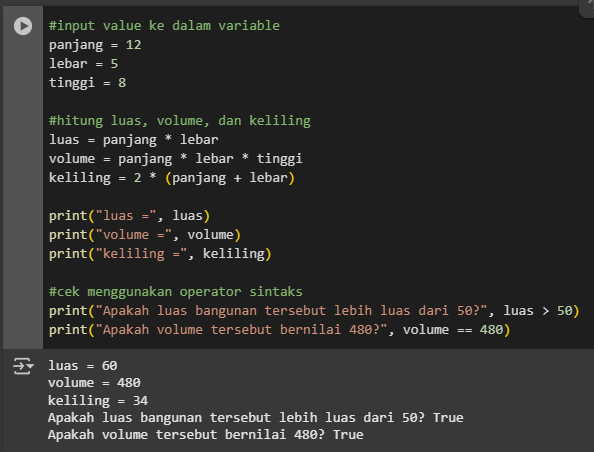 #input value ke dalam variable
panjang = 12
lebar = 5
tinggi = 8
#hitung luas, volume, dan keliling
luas = panjang * lebar
volume = panjang * lebar * tinggi
keliling = 2 * (panjang + lebar)
print("luas =", luas)
print("volume =", volume)
print("keliling =", keliling)
#cek menggunakan operator sintaks
print("Apakah luas bangunan tersebut lebih luas dari 50?", luas > 50)
print("Apakah volume tersebut bernilai 480?", volume == 480)
luas = 60
volume = 480
keliling = 34
Apakah luas bangunan tersebut lebih luas dari 50? True
Apakah volume tersebut bernilai 480? True